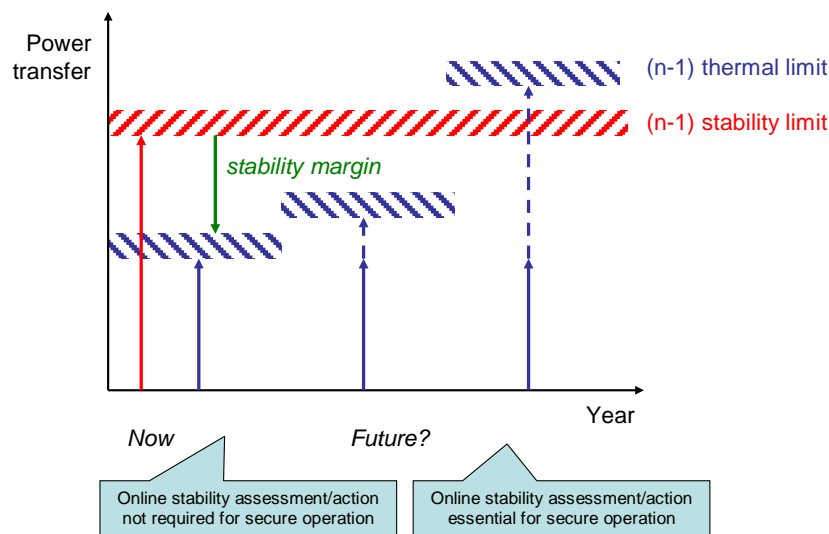 Power
transfer
(n-1) thermal limit
(n-1) stability limit
stability margin
Year
Now
Future?
Online stability assessment/action
not required for secure operation
Online stability assessment/action
essential for secure operation